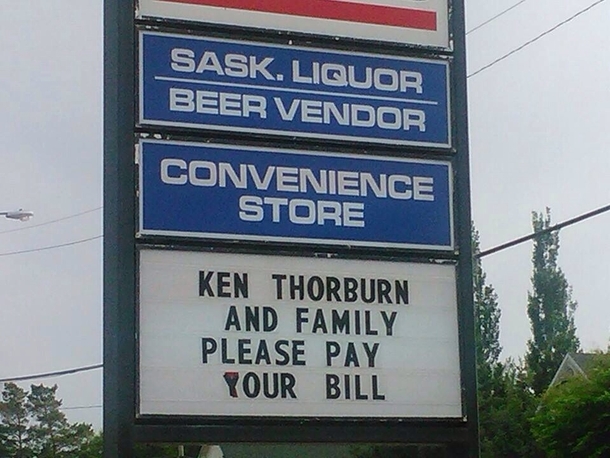 SASK. LIQUOR
BEER VENDOR
CONVENIENCE
STORE
KEN THORBURN
AND FAMILY
PLEASE PAY
YOUR BILL